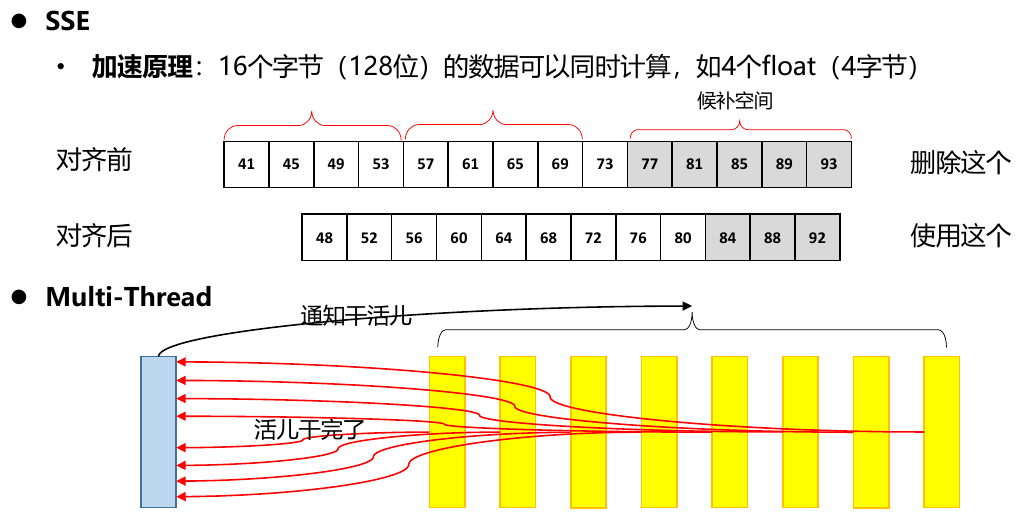 ● SSE
• 加速原理：16个字节（128位）的数据可以同时计算，如4个float（4字节）
候补空间
对齐前 41 45 49 53 57 61 65 69 73 77 81 85 89 93 删除这个
对齐后 48 52 56 60 64 68 72 76 80 84 88 92 使用这个
● Multi-Thread
通知干活儿
活儿干完了